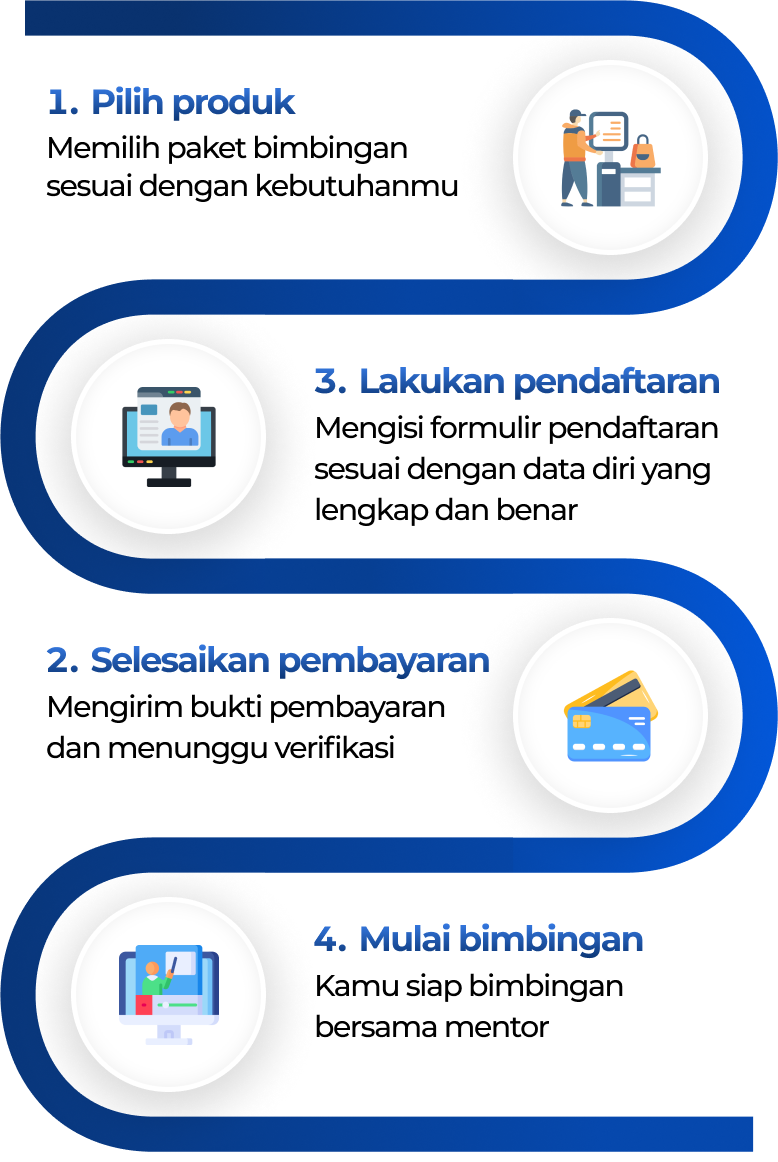 1. Pilih produk
Memilih paket bimbingan
sesuai dengan kebutuhanmu
3. Lakukan pendaftaran
Mengisi formulir pendaftaran
sesuai dengan data diri yang
lengkap dan benar
2. Selesaikan pembayaran
Mengirim bukti pembayaran
dan menunggu verifikasi
4. Mulai bimbingan
Kamu siap bimbingan
bersama mentor